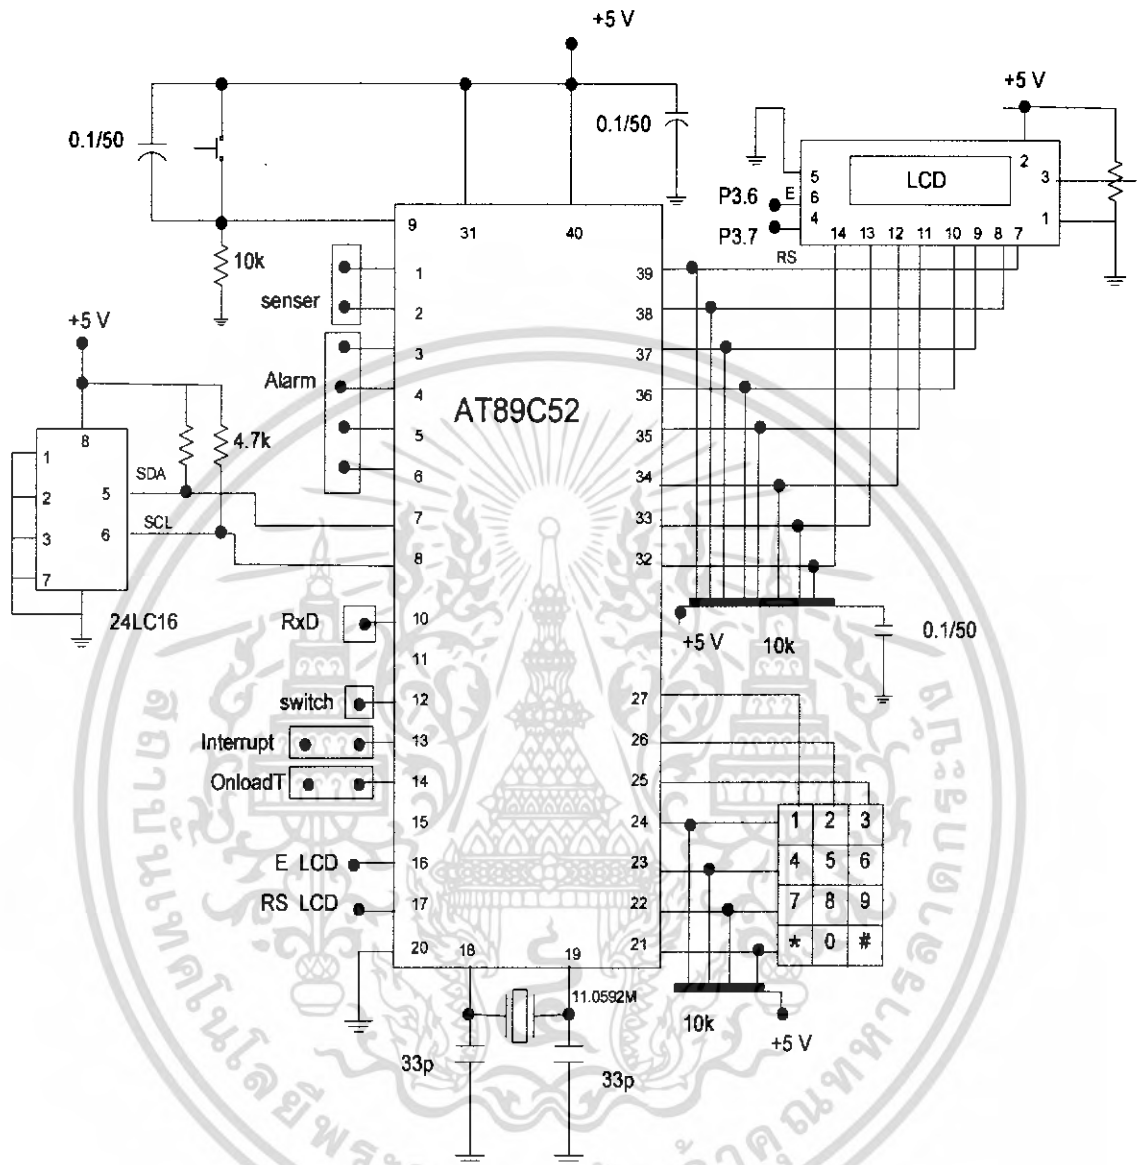 +5 V
0.1/50
0.1/50
+5 V
LCD
2
3
1
5
6
4
E
P3.6
P3.7
RS
14 13 12 11 10 9 8 7
10k
9
31
40
senser
1
2
Alarm
3
4
5
6
7
8
AT89C52
39
38
37
36
35
34
33
32
+5 V
4.7k
8
1
2
3
7
5
6
SDA
SCL
24LC16
+5 V
10k
0.1/50
RxD
10
11
switch
12
Interrupt
13
OnloadT
14
15
E LCD
16
RS LCD
17
20
18
19
27
26
25
24
23
22
21
1 2 3
4 5 6
7 8 9
* 0 #
10k
+5 V
11.0592M
33p
33p